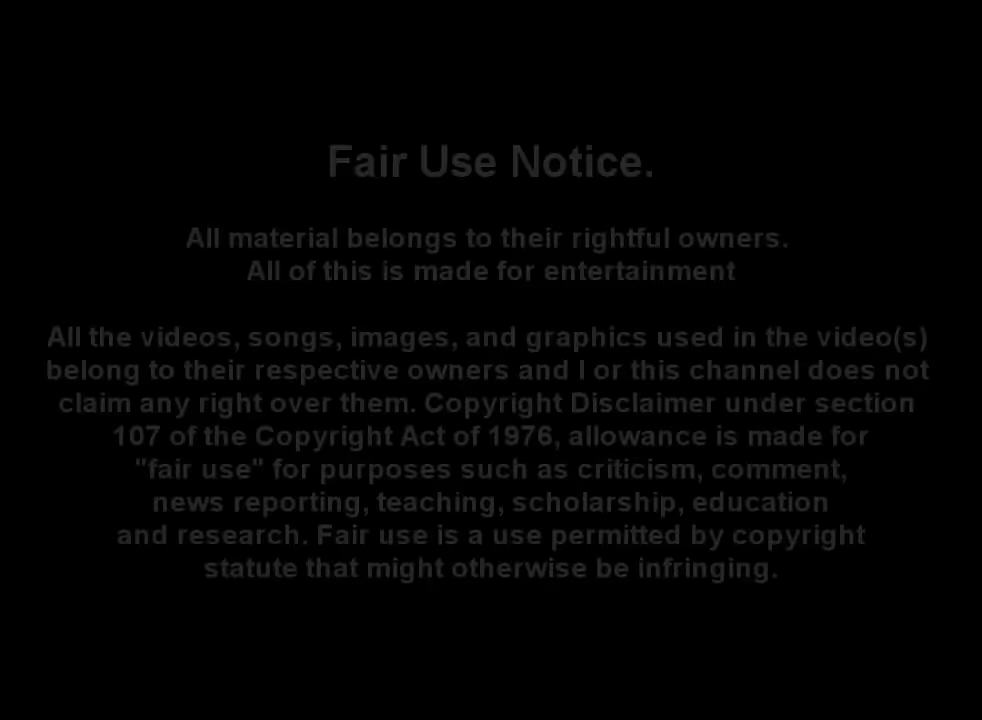 Fair Use Notice.
All material belongs to their rightful owners.
All of this is made for entertainment
All the videos, songs, images, and graphics used in the video(s)
belong to their respective owners and I or this channel does not
claim any right over them. Copyright Disclaimer under section
107 of the Copyright Act of 1976, allowance is made for
"fair use" for purposes such as criticism, comment,
news reporting, teaching, scholarship, education
and research. Fair use is a use permitted by copyright
statute that might otherwise be infringing.